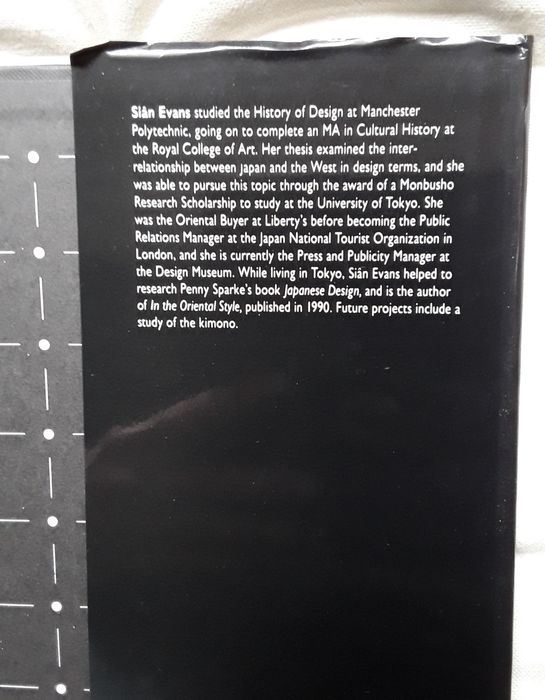 Siân Evans studied the History of Design at Manchester
Polytechnic, going on to complete an MA in Cultural History at
the Royal College of Art. Her thesis examined the inter-
relationship between Japan and the West in design terms, and she
was able to pursue this topic through the award of a Monbusho
Research Scholarship to study at the University of Tokyo. She
was the Oriental Buyer at Liberty's before becoming the Public
Relations Manager at the Japan National Tourist Organization in
London, and she is currently the Press and Publicity Manager at
the Design Museum. While living in Tokyo, Siân Evans helped to
research Penny Sparke's book Japanese Design, and is the author
of In the Oriental Style, published in 1990. Future projects include a
study of the kimono.